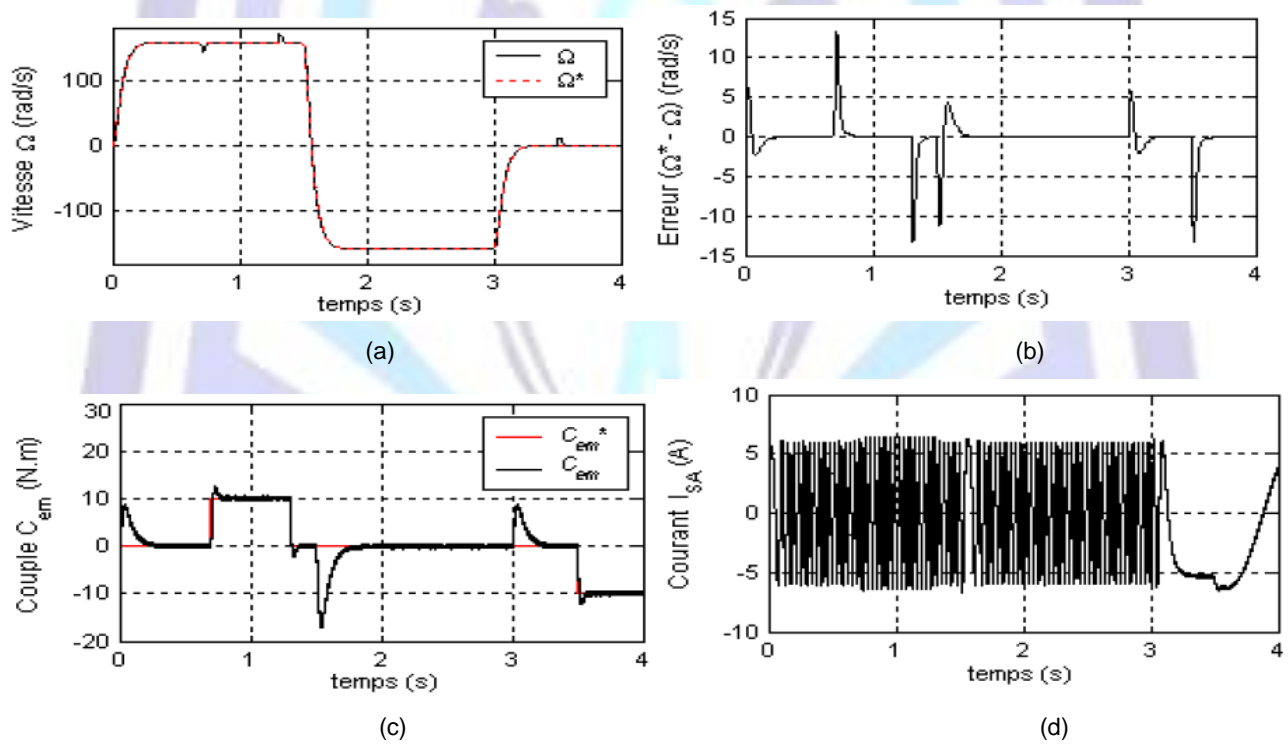 Vitesse Ω (rad/s)
100
0
-100
0 1 2 3 4
temps (s)
Ω
Ω*
(a)
Erreur (Ω* - Ω) (rad/s)
15
10
5
0
-5
-10
-15
0 1 2 3 4
temps (s)
(b)
Couple Cem (N.m)
30
20
10
0
-10
-20
0 1 2 3 4
temps (s)
Cem*
Cem
(c)
Courant ISA (A)
10
5
0
-5
-10
0 1 2 3 4
temps (s)
(d)